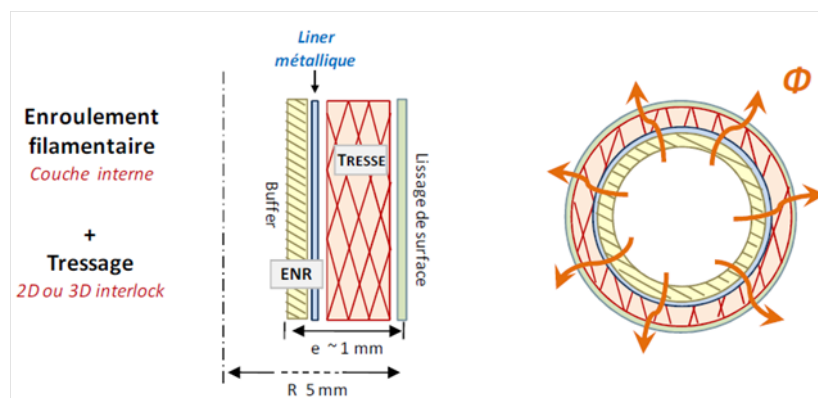 Enroulement
filamentaire
Couche interne
+
Tressage
2D ou 3D interlock
Liner
métallique
Buffer
ENR
TRESSE
Lissage de surface
e ~ 1 mm
R 5 mm
Φ